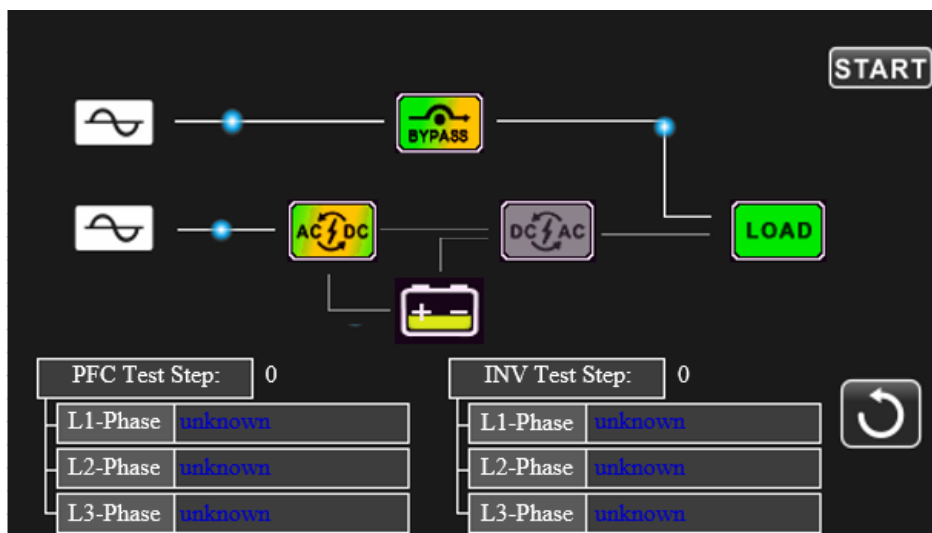 START
BYPASS
AC DC
DC AC
LOAD
+ −
PFC Test Step: 0
INV Test Step: 0
L1-Phase unknown
L1-Phase unknown
L2-Phase unknown
L2-Phase unknown
L3-Phase unknown
L3-Phase unknown